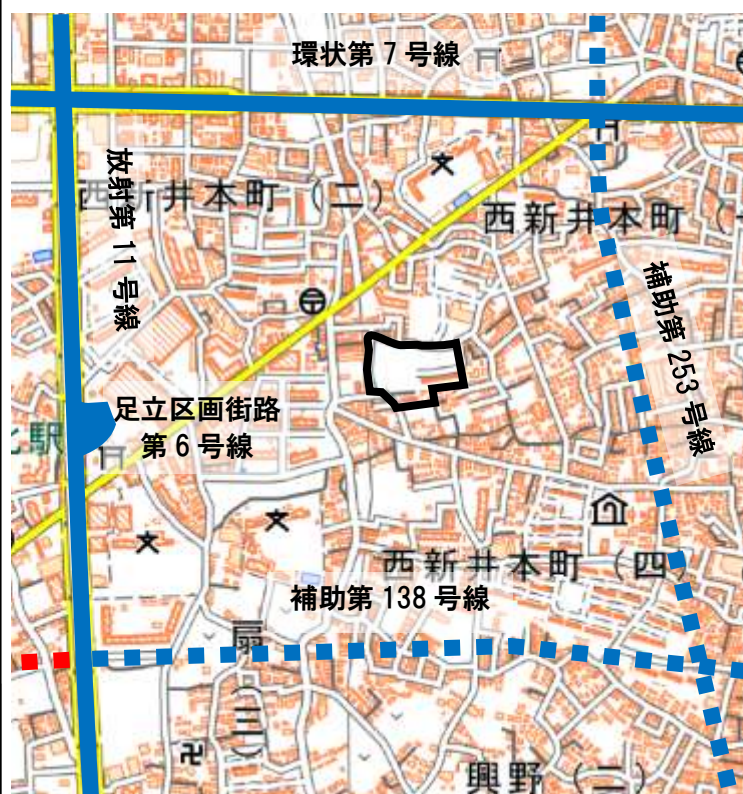 環状第7号線
放射第11号線
西新井本町（二）
西新井本町（
補助第253号線
足立区画街路
第6号線
駅
西新井本町（四）
補助第138号線
扇（三）
興野（二）